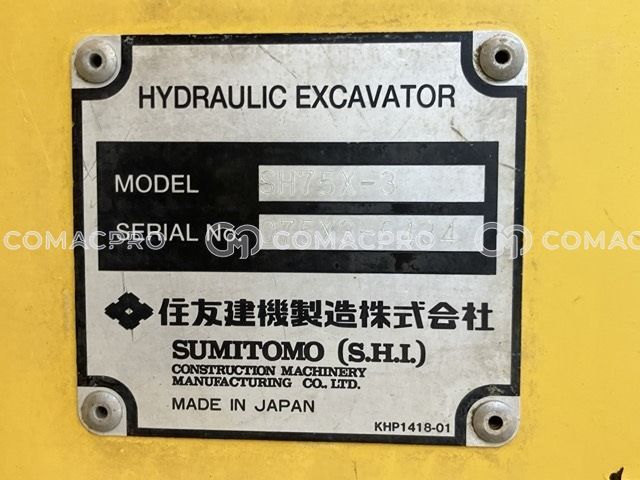 HYDRAULIC EXCAVATOR
MODEL SH75X-3
SERIAL No.
COMACPRO COMACPRO COMACPRO
住友建機製造株式会社
SUMITOMO (S.H.I.)
CONSTRUCTION MACHINERY
MANUFACTURING CO., LTD.
MADE IN JAPAN
KHP1418-01